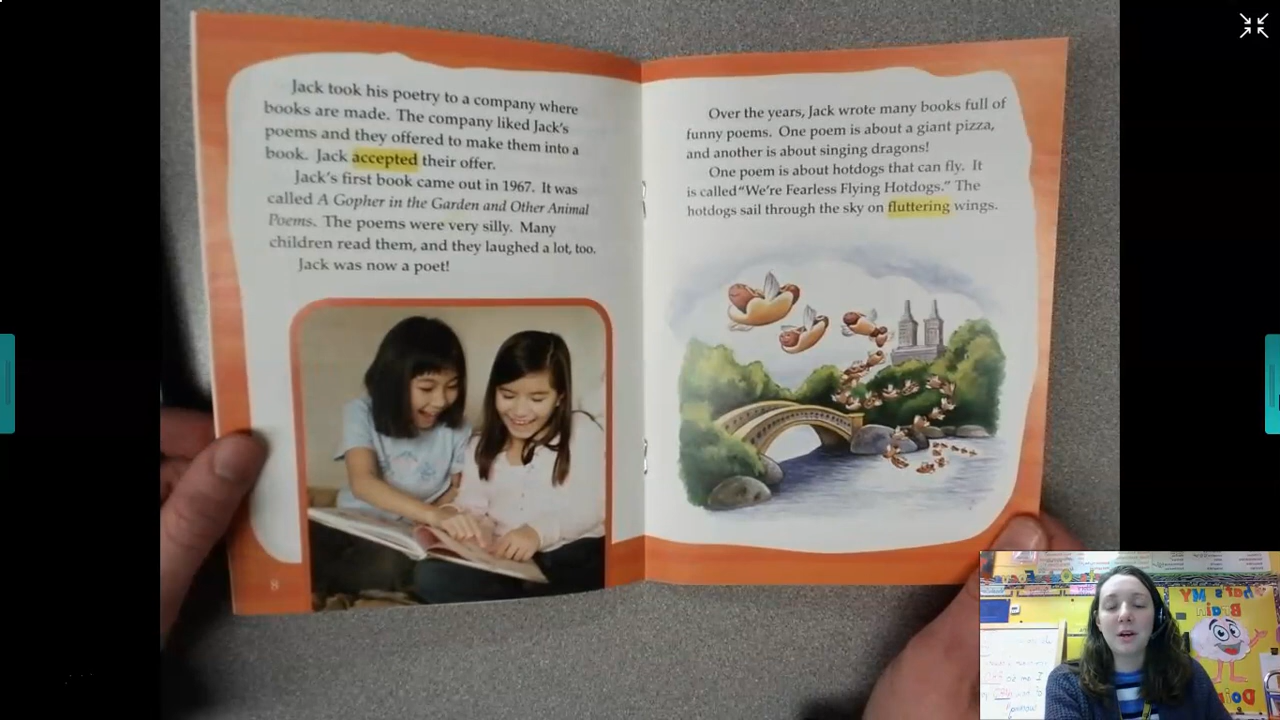 Jack took his poetry to a company where
books are made. The company liked Jack's
poems and they offered to make them into a
book. Jack accepted their offer.
Jack's first book came out in 1967. It was
called A Gopher in the Garden and Other Animal
Poems. The poems were very silly. Many
children read them, and they laughed a lot, too.
Jack was now a poet!
8
Over the years, Jack wrote many books full of
funny poems. One poem is about a giant pizza,
and another is about singing dragons!
One poem is about hotdogs that can fly. It
is called "We're Fearless Flying Hotdogs." The
hotdogs sail through the sky on fluttering wings.
MY
Brain